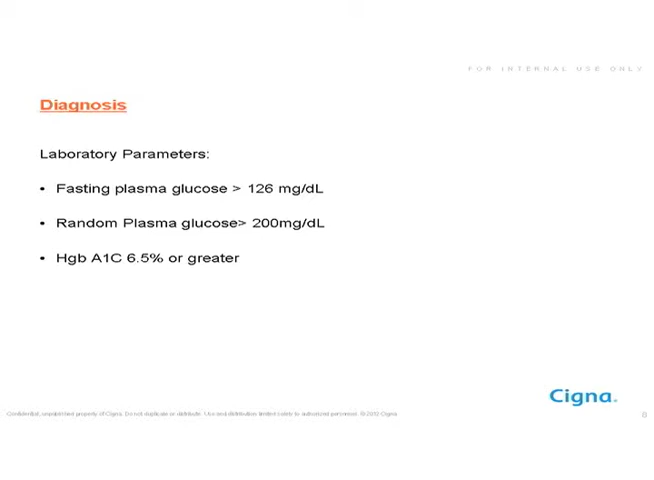 FOR INTERNAL USE ONLY
Diagnosis
Laboratory Parameters:
• Fasting plasma glucose > 126 mg/dL
• Random Plasma glucose> 200mg/dL
• Hgb A1C 6.5% or greater
Cigna.
Confidential, unpublished property of Cigna. Do not duplicate or distribute. Use and distribution limited solely to authorized personnel. © 2012 Cigna